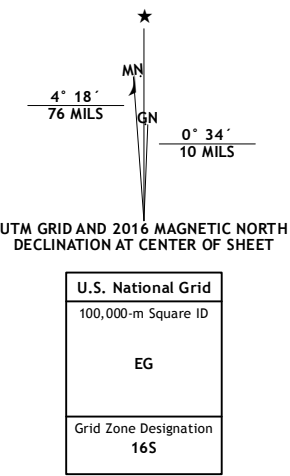 MN
4° 18´
76 MILS
GN
0° 34´
10 MILS
UTM GRID AND 2016 MAGNETIC NORTH
DECLINATION AT CENTER OF SHEET
U.S. National Grid
100,000-m Square ID
EG
Grid Zone Designation
16S